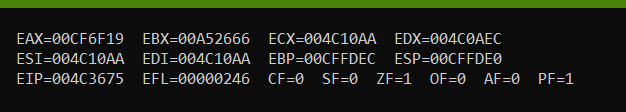 EAX=00CF6F19 EBX=00A52666 ECX=004C10AA EDX=004C0AEC
ESI=004C10AA EDI=004C10AA EBP=00CFFDEC ESP=00CFFDE0
EIP=004C3675 EFL=00000246 CF=0 SF=0 ZF=1 OF=0 AF=0 PF=1